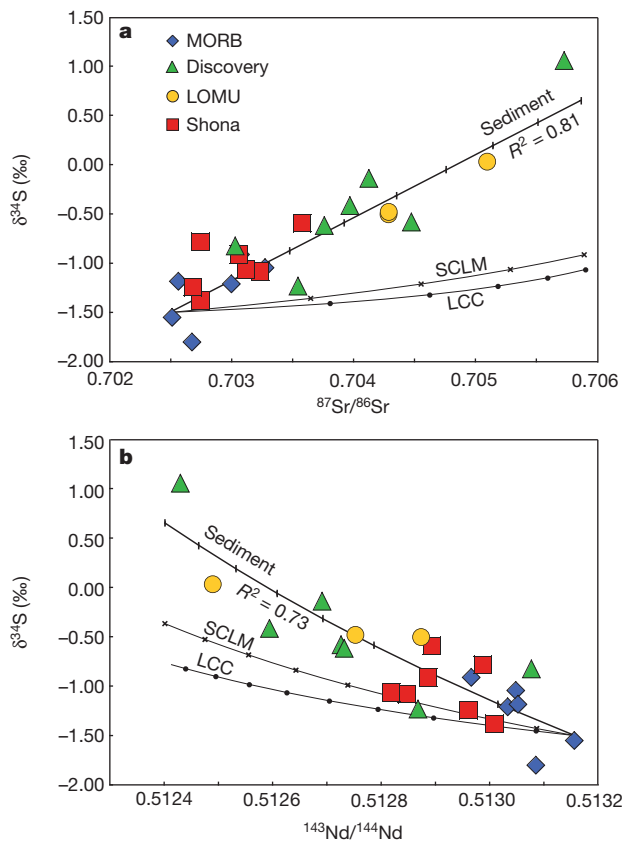 a
MORB
Discovery
LOMU
Shona
1.50
1.00
0.50
0.00
−0.50
−1.00
−1.50
−2.00
δ34S (‰)
Sediment
R2 = 0.81
SCLM
LCC
0.702
0.703
0.704
0.705
0.706
87Sr/86Sr
b
1.50
1.00
0.50
0.00
−0.50
−1.00
−1.50
−2.00
δ34S (‰)
Sediment
R2 = 0.73
SCLM
LCC
0.5124
0.5126
0.5128
0.5130
0.5132
143Nd/144Nd